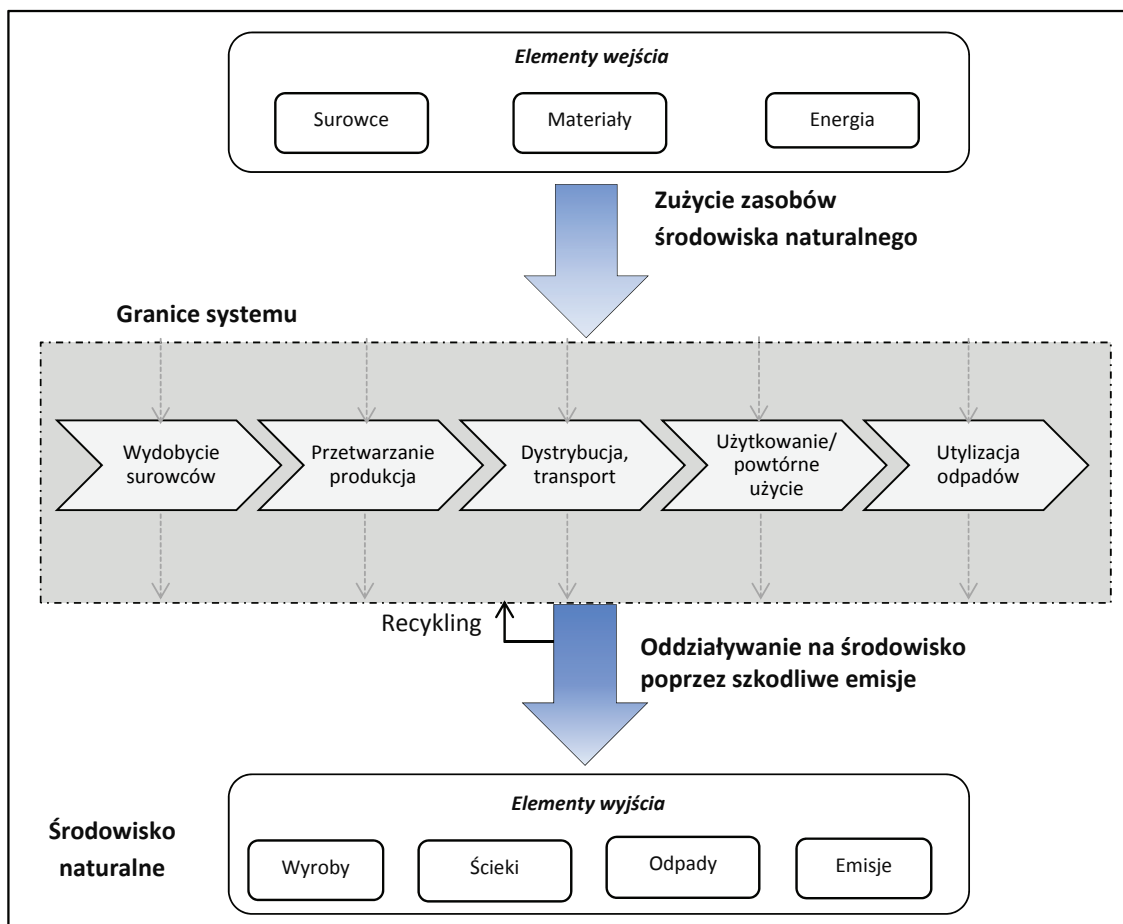 Elementy wejścia
Surowce
Materiały
Energia
Zużycie zasobów
środowiska naturalnego
Granice systemu
Wydobycie
surowców
Przetwarzanie
produkcja
Dystrybucja,
transport
Użytkowanie/
powtórne
użycie
Utylizacja
odpadów
Recykling
Oddziaływanie na środowisko
poprzez szkodliwe emisje
Elementy wyjścia
Środowisko
naturalne
Wyroby
Ścieki
Odpady
Emisje